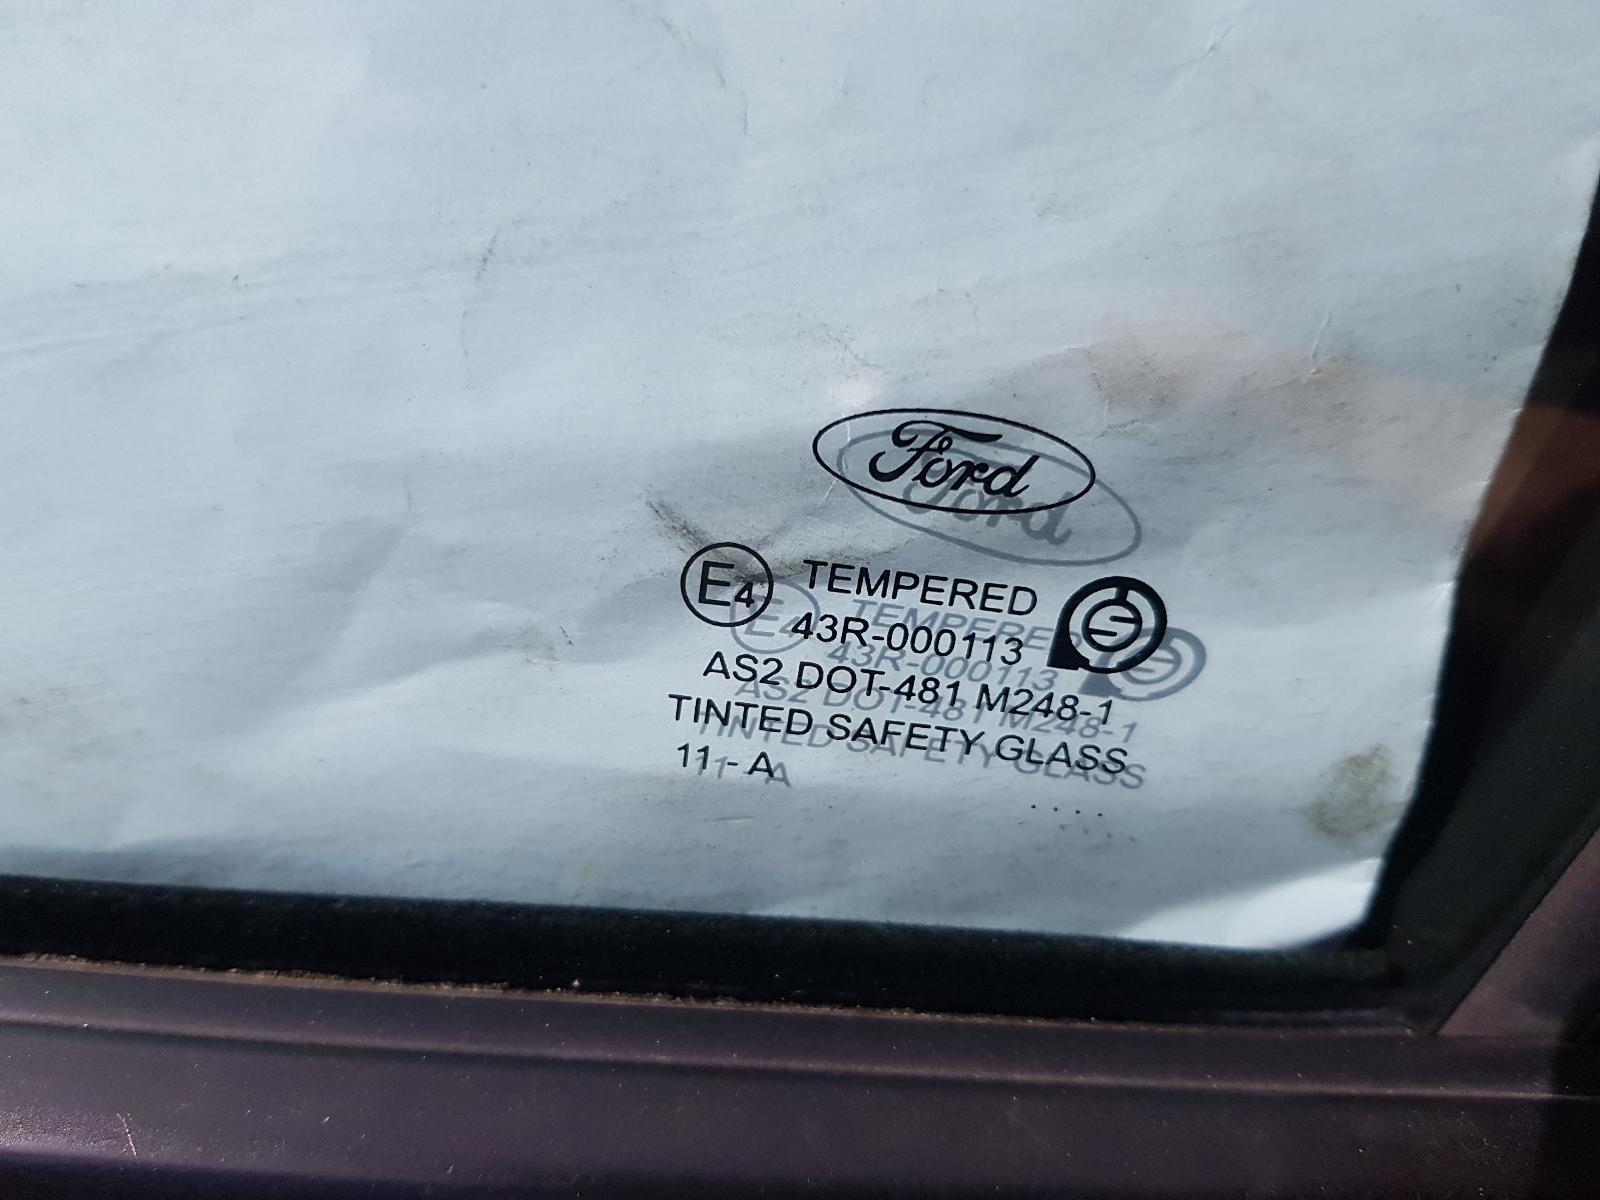 Ford
E4 TEMPERED
43R-000113
AS2 DOT-481 M248-1
TINTED SAFETY GLASS
11- A
....